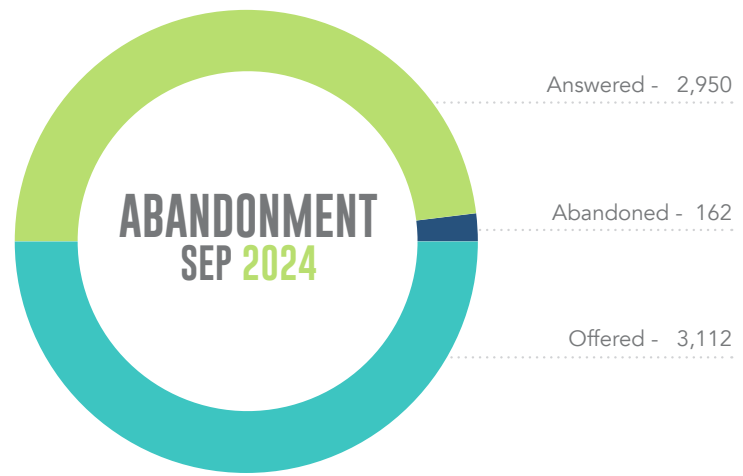 Answered - 2,950
ABANDONMENT
SEP 2024
Abandoned - 162
Offered - 3,112